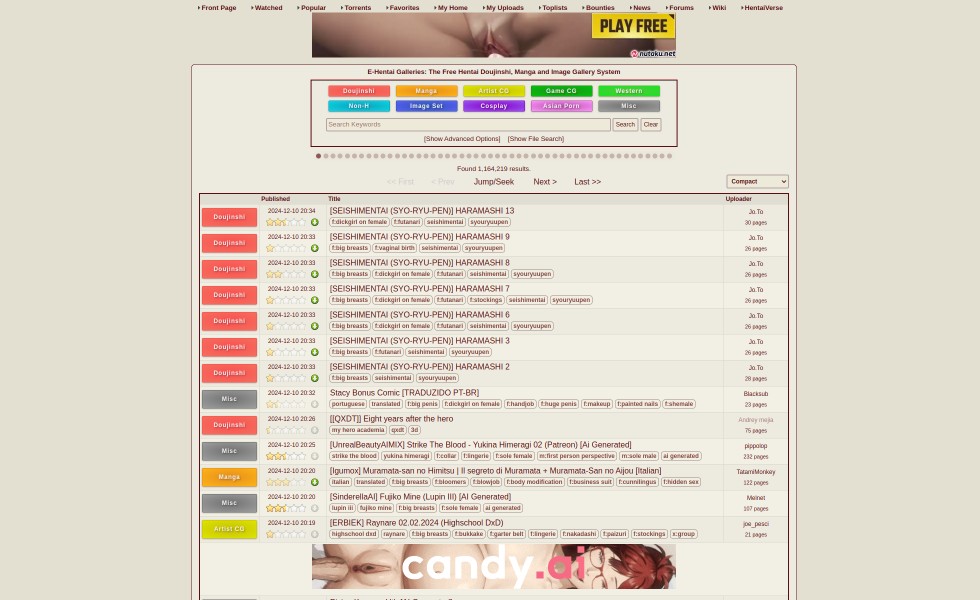 Front Page Watched Popular Torrents Favorites My Home My Uploads Toplists Bounties News Forums Wiki HentaiVerse
PLAY FREE
nutaku.net
E-Hentai Galleries: The Free Hentai Doujinshi, Manga and Image Gallery System
Doujinshi Manga Artist CG Game CG Western
Non-H Image Set Cosplay Asian Porn Misc
Search Keywords Search Clear
[Show Advanced Options] [Show File Search]
Found 1,164,219 results.
<< First < Prev Jump/Seek Next > Last >> Compact
Published Title Uploader
Doujinshi 2024-12-10 20:34 [SEISHIMENTAI (SYO-RYU-PEN)] HARAMASHI 13 Jo.To
f:dickgirl on female f:futanari seishimentai syouryuupen 30 pages
Doujinshi 2024-12-10 20:33 [SEISHIMENTAI (SYO-RYU-PEN)] HARAMASHI 9 Jo.To
f:big breasts f:vaginal birth seishimentai syouryuupen 26 pages
Doujinshi 2024-12-10 20:33 [SEISHIMENTAI (SYO-RYU-PEN)] HARAMASHI 8 Jo.To
f:big breasts f:dickgirl on female f:futanari seishimentai syouryuupen 26 pages
Doujinshi 2024-12-10 20:33 [SEISHIMENTAI (SYO-RYU-PEN)] HARAMASHI 7 Jo.To
f:big breasts f:dickgirl on female f:futanari f:stockings seishimentai syouryuupen 26 pages
Doujinshi 2024-12-10 20:33 [SEISHIMENTAI (SYO-RYU-PEN)] HARAMASHI 6 Jo.To
f:big breasts f:dickgirl on female f:futanari seishimentai syouryuupen 26 pages
Doujinshi 2024-12-10 20:33 [SEISHIMENTAI (SYO-RYU-PEN)] HARAMASHI 3 Jo.To
f:big breasts f:futanari seishimentai syouryuupen 26 pages
Doujinshi 2024-12-10 20:33 [SEISHIMENTAI (SYO-RYU-PEN)] HARAMASHI 2 Jo.To
f:big breasts seishimentai syouryuupen 28 pages
Misc 2024-12-10 20:32 Stacy Bonus Comic [TRADUZIDO PT-BR] Blacksub
portuguese translated f:big penis f:dickgirl on female f:handjob f:huge penis f:makeup f:painted nails f:shemale 23 pages
Doujinshi 2024-12-10 20:26 [[QXDT]] Eight years after the hero Andrey mejia
my hero academia qxdt 3d 75 pages
Misc 2024-12-10 20:25 [UnrealBeautyAIMIX] Strike The Blood - Yukina Himeragi 02 (Patreon) [Ai Generated] pippolop
strike the blood yukina himeragi f:collar f:lingerie f:sole female m:first person perspective m:sole male ai generated 232 pages
Manga 2024-12-10 20:20 [Igumox] Muramata-san no Himitsu | Il segreto di Muramata + Muramata-San no Aijou [Italian] TatamiMonkey
italian translated f:big breasts f:bloomers f:blowjob f:body modification f:business suit f:cunnilingus f:hidden sex 122 pages
Misc 2024-12-10 20:20 [SinderellaAI] Fujiko Mine (Lupin III) [AI Generated] Meinet
lupin iii fujiko mine f:big breasts f:sole female ai generated 107 pages
Artist CG 2024-12-10 20:19 [ERBIEK] Raynare 02.02.2024 (Highschool DxD) joe_pesci
highschool dxd raynare f:big breasts f:bukkake f:garter belt f:lingerie f:nakadashi f:paizuri f:stockings x:group 21 pages
candy.ai